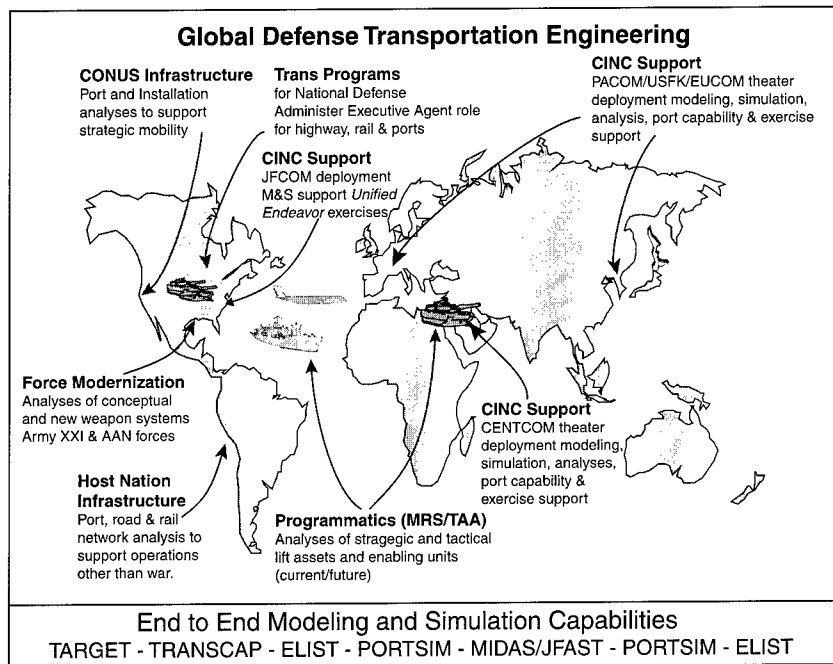 Global Defense Transportation Engineering
CONUS Infrastructure
Port and Installation
analyses to support
strategic mobility
Trans Programs
for National Defense
Administer Executive Agent role
for highway, rail & ports
CINC Support
JFCOM deployment
M&S support Unified
Endeavor exercises
CINC Support
PACOM/USFK/EUCOM theater
deployment modeling, simulation,
analysis, port capability & exercise
support
Force Modernization
Analyses of conceptual
and new weapon systems
Army XXI & AAN forces
Host Nation
Infrastructure
Port, road & rail
network analysis to
support operations
other than war.
Programmatics (MRS/TAA)
Analyses of stragegic and tactical
lift assets and enabling units
(current/future)
CINC Support
CENTCOM theater
deployment modeling,
simulation, analyses,
port capability
& exercise support
End to End Modeling and Simulation Capabilities
TARGET - TRANSCAP - ELIST - PORTSIM - MIDAS/JFAST - PORTSIM - ELIST